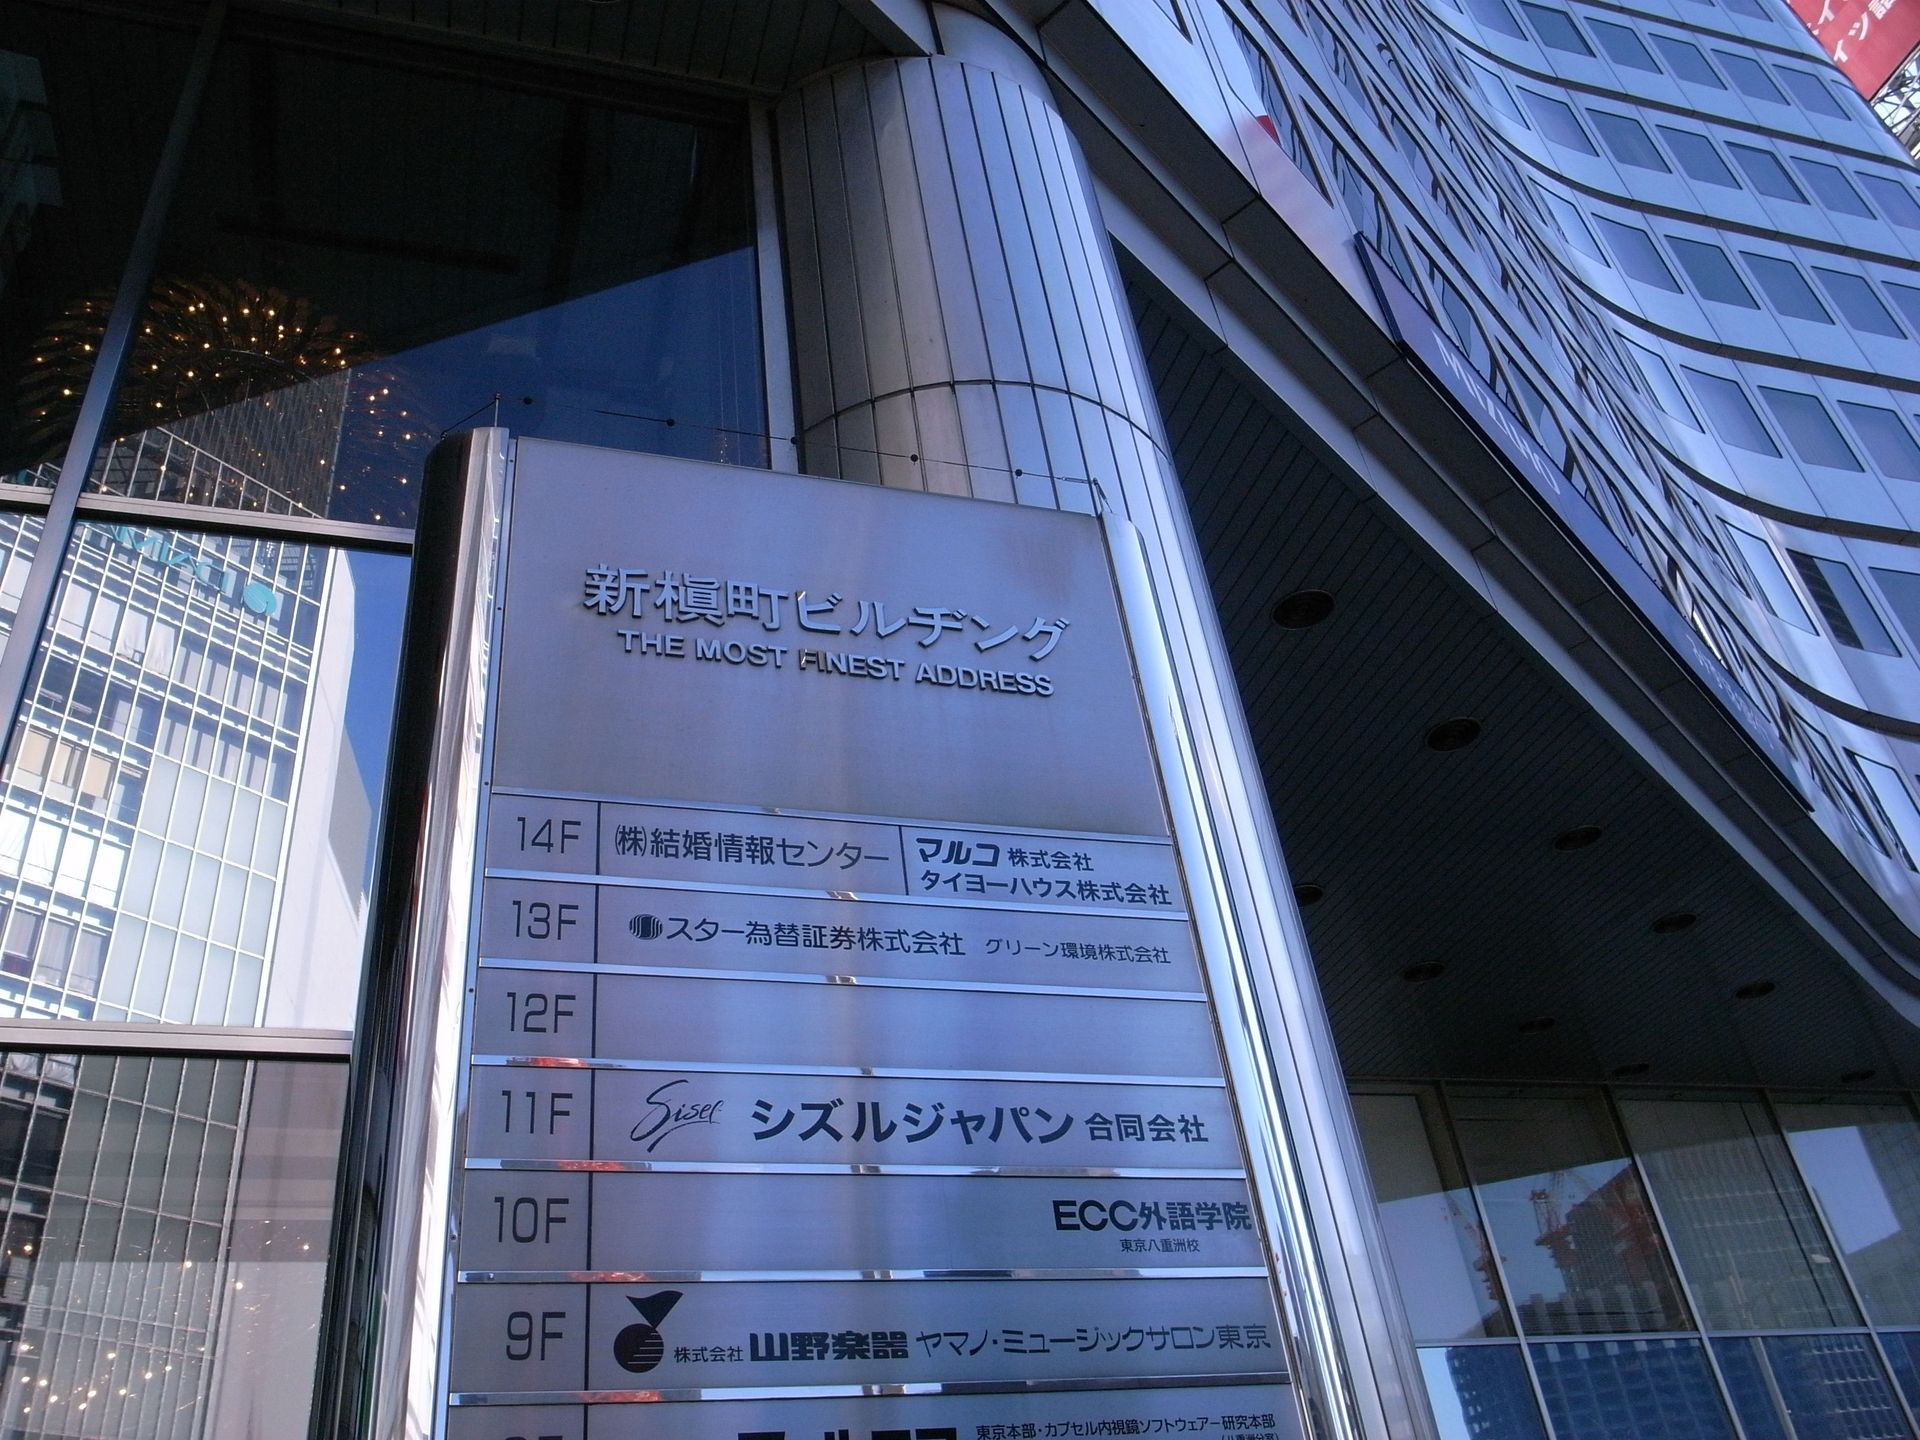 新槇町ビルヂング
THE MOST FINEST ADDRESS
14F ㈱結婚情報センター マルコ 株式会社
タイヨーハウス株式会社
13F スター為替証券株式会社 グリーン環境株式会社
12F
11F Sisel シズルジャパン 合同会社
10F ECC外語学院
東京八重洲校
9F 株式会社 山野楽器 ヤマノ・ミュージックサロン東京
東京本部・カプセル内視鏡ソフトウェアー研究本部
MIZUHO
DAIMARU